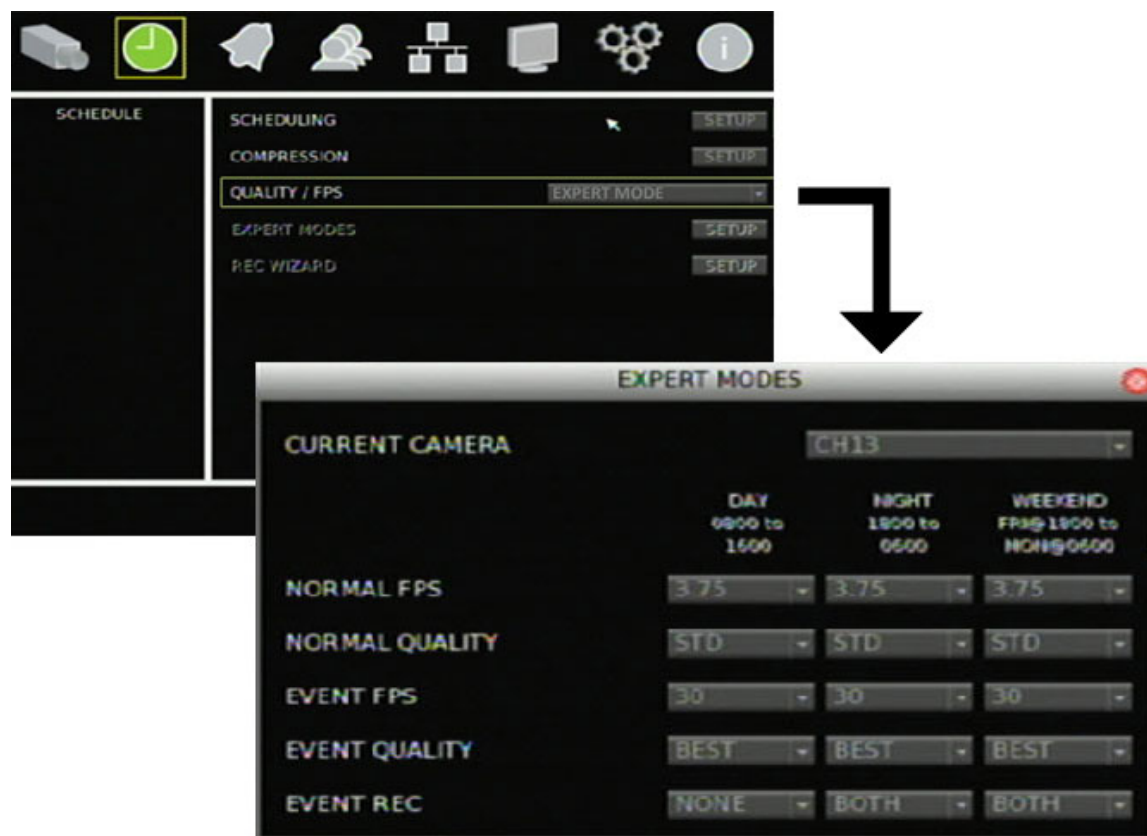 SCHEDULE
SCHEDULING SETUP
COMPRESSION SETUP
QUALITY / FPS EXPERT MODE
EXPERT MODES SETUP
REC WIZARD SETUP
EXPERT MODES
CURRENT CAMERA CH13
DAY NIGHT WEEKEND
0800 to 1800 to FRI@1800 to
1600 0600 MON@0600
NORMAL FPS 3.75 3.75 3.75
NORMAL QUALITY STD STD STD
EVENT FPS 30 30 30
EVENT QUALITY BEST BEST BEST
EVENT REC NONE BOTH BOTH